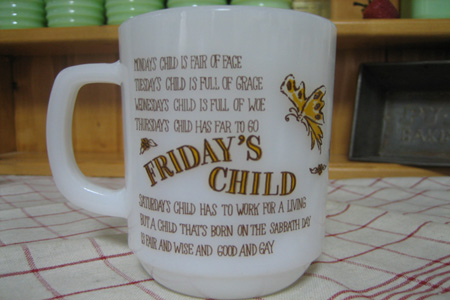 MONDAY'S CHILD IS FAIR OF FACE
TUESDAY'S CHILD IS FULL OF GRACE
WEDNESDAY'S CHILD IS FULL OF WOE
THURSDAY'S CHILD HAS FAR TO GO
FRIDAY'S
CHILD
SATURDAY'S CHILD HAS TO WORK FOR A LIVING
BUT A CHILD THAT'S BORN ON THE SABBATH DAY
IS FAIR AND WISE AND GOOD AND GAY